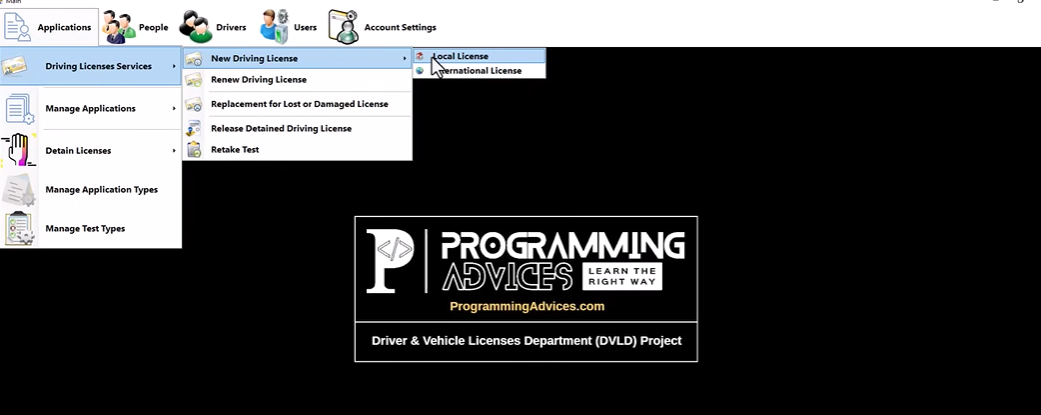 Main
Applications
People
Drivers
Users
Account Settings
Driving Licenses Services
Manage Applications
Detain Licenses
Manage Application Types
Manage Test Types
New Driving License
Renew Driving License
Replacement for Lost or Damaged License
Release Detained Driving License
Retake Test
Local License
International License
P </>
PROGRAMMING
ADVICES
LEARN THE
RIGHT WAY
ProgrammingAdvices.com
Driver & Vehicle Licenses Department (DVLD) Project